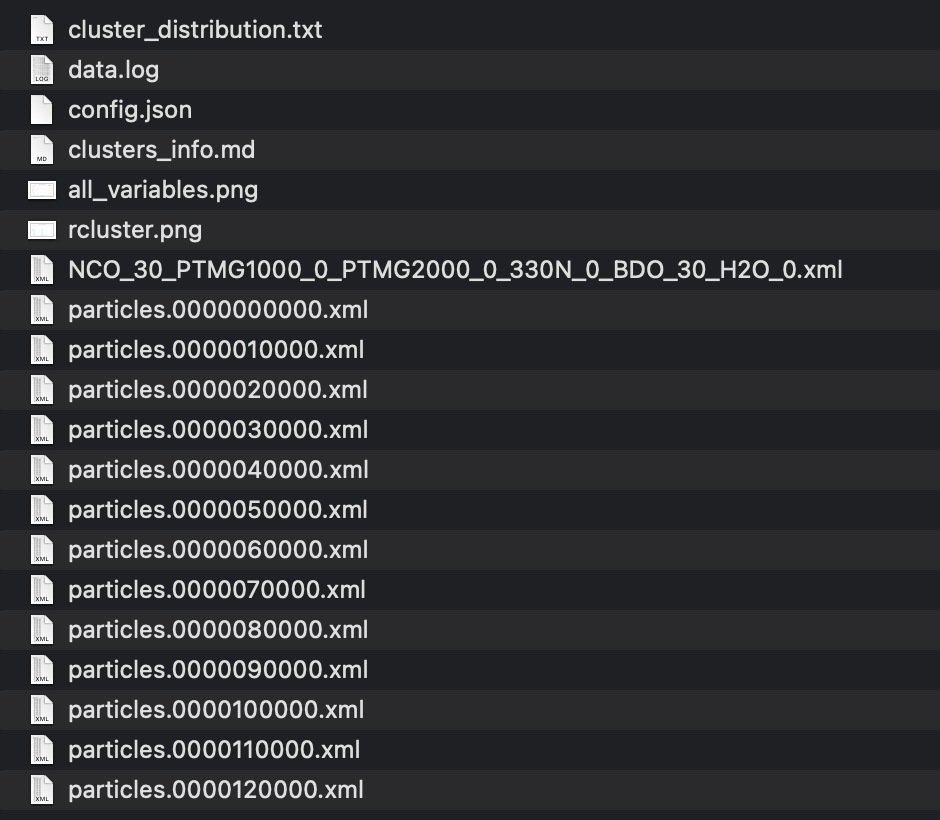 cluster_distribution.txt
data.log
config.json
clusters_info.md
all_variables.png
rcluster.png
NCO_30_PTMG1000_0_PTMG2000_0_330N_0_BDO_30_H2O_0.xml
particles.0000000000.xml
particles.0000010000.xml
particles.0000020000.xml
particles.0000030000.xml
particles.0000040000.xml
particles.0000050000.xml
particles.0000060000.xml
particles.0000070000.xml
particles.0000080000.xml
particles.0000090000.xml
particles.0000100000.xml
particles.0000110000.xml
particles.0000120000.xml